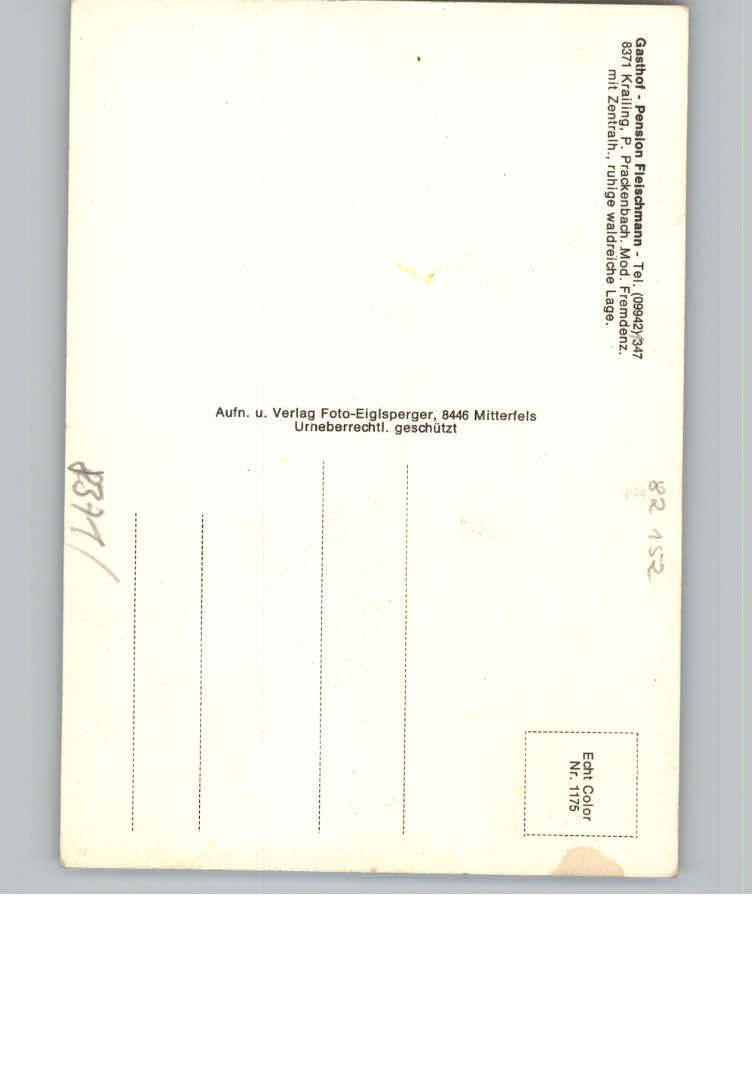 Gasthof - Pension Fleischmann - Tel. (09942) 347
8371 Krailing, P. Prackenbach. Mod. Fremdenz.
mit Zentralh., ruhige waldreiche Lage.
Aufn. u. Verlag Foto-Eiglsperger, 8446 Mitterfels
Urneberrechtl. geschützt
82 152
8371/
Echt Color
Nr. 1175